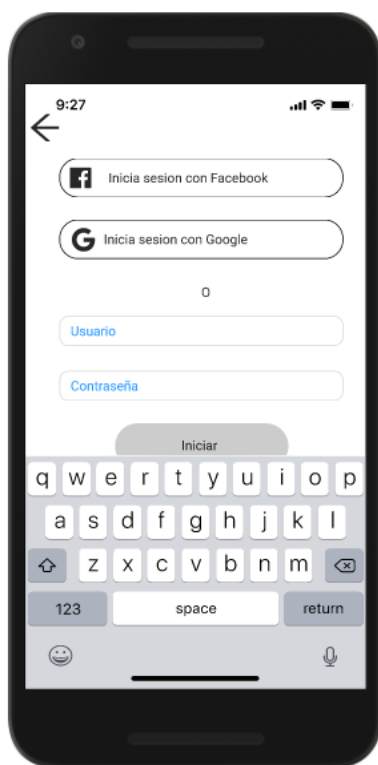 9:27
Inicia sesion con Facebook
G Inicia sesion con Google
O
Usuario
Contraseña
Iniciar
q w e r t y u i o p
a s d f g h j k l
z x c v b n m
123 space return